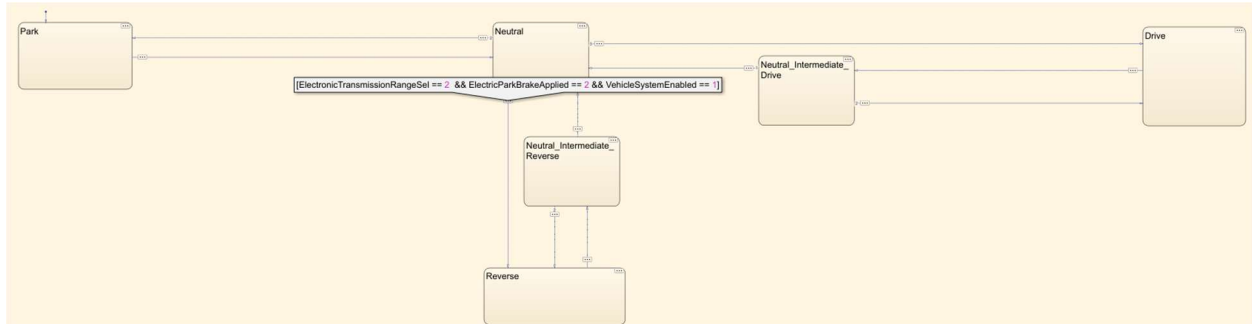 Park
Neutral
Drive
Neutral_Intermediate_
Drive
[ElectronicTransmissionRangeSel == 2 && ElectricParkBrakeApplied == 2 && VehicleSystemEnabled == 1]
Neutral_Intermediate_
Reverse
Reverse